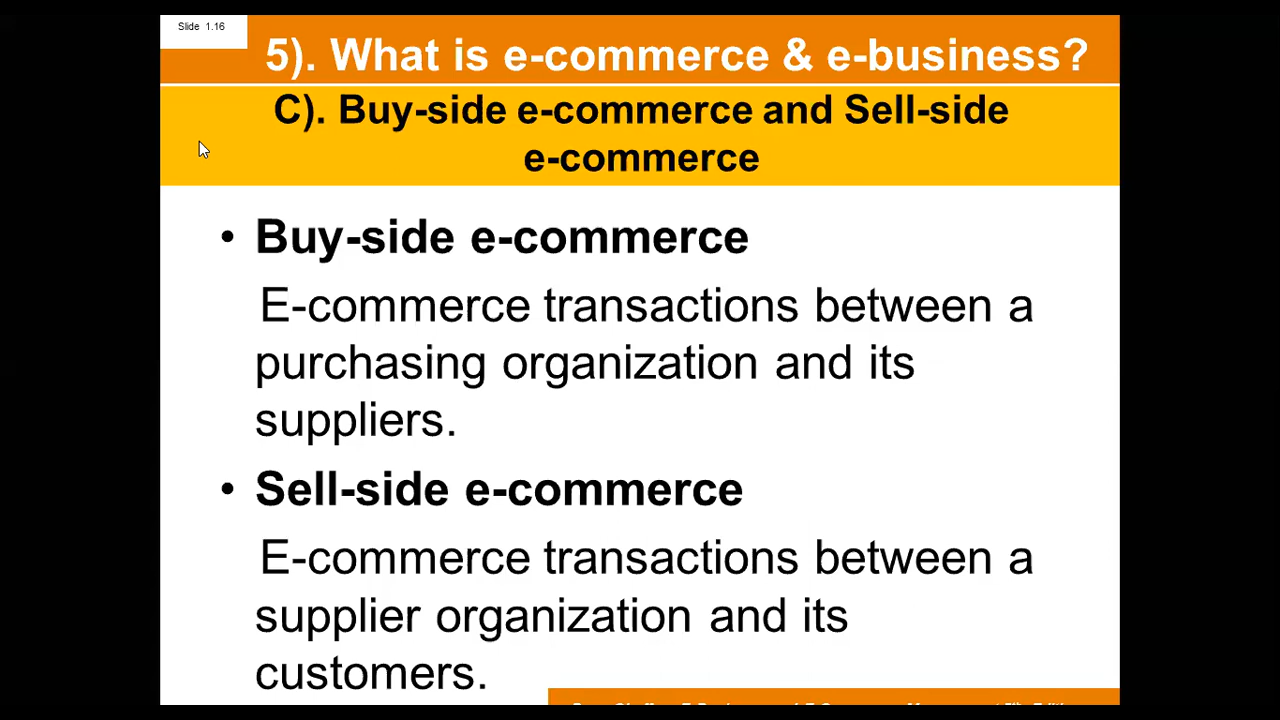 Slide 1.16
5). What is e-commerce & e-business?
C). Buy-side e-commerce and Sell-side
e-commerce
• Buy-side e-commerce
E-commerce transactions between a
purchasing organization and its
suppliers.
• Sell-side e-commerce
E-commerce transactions between a
supplier organization and its
customers.